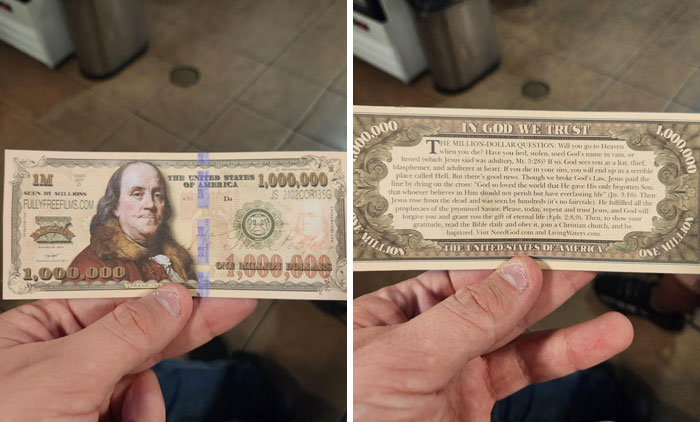 1M
THE UNITED STATES
OF AMERICA
1,000,000
SEEN BY MILLIONS
FULLYFREEFILMS.COM
JS 2102COR135G
1,000,000
ONE MILLION DOLLARS
1,000,000
IN GOD WE TRUST
1,000,000
THE MILLION-DOLLAR QUESTION: Will you go to Heaven
when you die? Have you lied, stolen, used God's name in vain, or
lusted (which Jesus said was adultery, Mt. 5:28)? If so, God sees you as a liar, thief,
blasphemer, and adulterer at heart. If you die in your sins, you will end up in a terrible
place called Hell. But there's good news. Though we broke God's Law, Jesus paid the
fine by dying on the cross: "God so loved the world that He gave His only begotten Son,
that whoever believes in Him should not perish but have everlasting life" (Jn. 3:16). Then
Jesus rose from the dead and was seen by hundreds (it's no fairytale). He fulfilled all the
prophecies of the promised Savior. Please, today, repent and trust Jesus, and God will
forgive you and grant you the gift of eternal life (Eph. 2:8,9). Then, to show your
gratitude, read the Bible daily and obey it, join a Christian church, and be
baptized. Visit NeedGod.com and LivingWaters.com.
ONE MILLION
THE UNITED STATES OF AMERICA
ONE MILLION